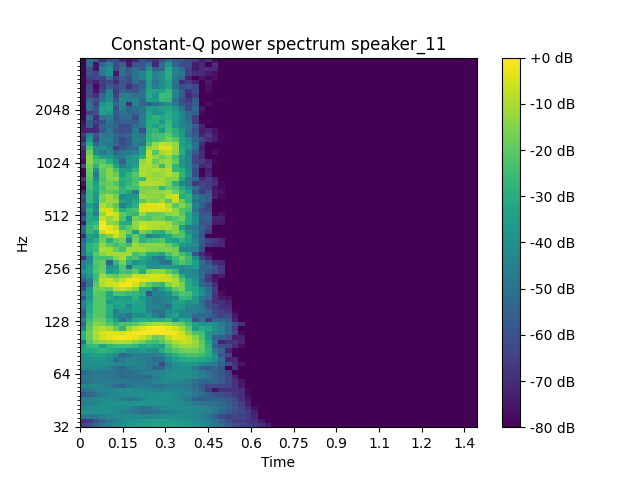 Constant-Q power spectrum speaker_11
Hz
2048
1024
512
256
128
64
32
0 0.15 0.3 0.45 0.6 0.75 0.9 1.1 1.2 1.4
Time
+0 dB
-10 dB
-20 dB
-30 dB
-40 dB
-50 dB
-60 dB
-70 dB
-80 dB